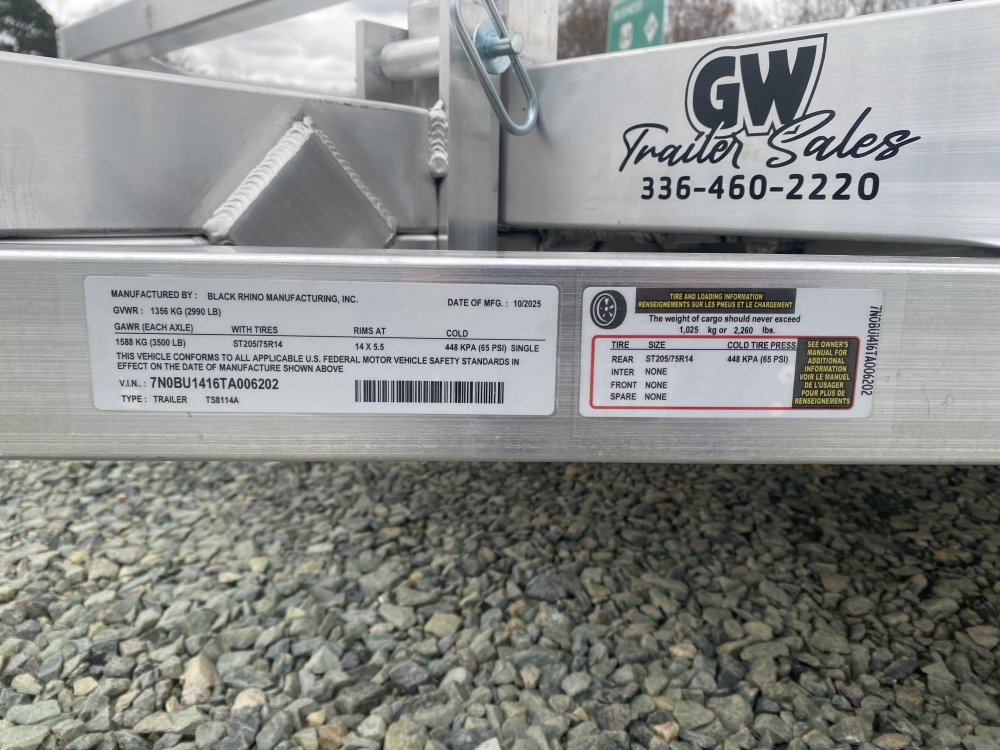 GW
Trailer Sales
336-460-2220
MANUFACTURED BY : BLACK RHINO MANUFACTURING, INC.
DATE OF MFG. : 10/2025
GVWR : 1356 KG (2990 LB)
GAWR (EACH AXLE) WITH TIRES RIMS AT COLD
1588 KG (3500 LB) ST205/75R14 14 X 5.5 448 KPA (65 PSI) SINGLE
THIS VEHICLE CONFORMS TO ALL APPLICABLE U.S. FEDERAL MOTOR VEHICLE SAFETY STANDARDS IN
EFFECT ON THE DATE OF MANUFACTURE SHOWN ABOVE
V.I.N. : 7N0BU1416TA006202
TYPE : TRAILER TS8114A
TIRE AND LOADING INFORMATION
RENSEIGNEMENTS SUR LES PNEUS ET LE CHARGEMENT
The weight of cargo should never exceed
1,025 kg or 2,260 lbs.
TIRE SIZE COLD TIRE PRESS
REAR ST205/75R14 448 KPA (65 PSI)
INTER NONE
FRONT NONE
SPARE NONE
SEE OWNER'S
MANUAL FOR
ADDITIONAL
INFORMATION
VOIR LE MANUEL
DE L'USAGER
POUR PLUS DE
RENSEIGNEMENTS
7N0BU1416TA006202